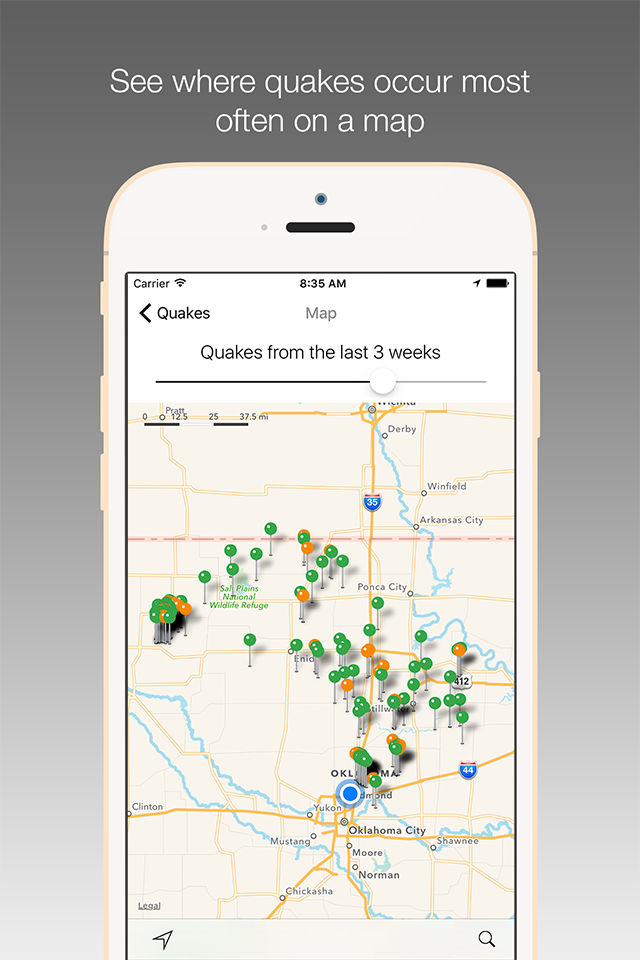 See where quakes occur most
often on a map
Carrier
8:35 AM
Quakes
Map
Quakes from the last 3 weeks
Wichita
Pratt
0 12.5 25 37.5 mi
Derby
Winfield
35
Arkansas City
Salt Plains
National
Wildlife Refuge
Ponca City
Enid
412
Stillwater
OKLAHOMA
44
Edmond
Clinton
Yukon
Oklahoma City
Mustang
Shawnee
Moore
Norman
Chickasha
Legal